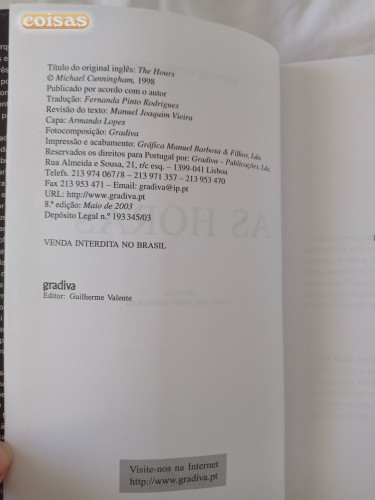 coisas
Título do original inglês: The Hours
© Michael Cunningham, 1998
Publicado por acordo com o autor
Tradução: Fernanda Pinto Rodrigues
Revisão do texto: Manuel Joaquim Vieira
Capa: Armando Lopes
Fotocomposição: Gradiva
Impressão e acabamento: Gráfica Manuel Barbosa & Filhos, Lda.
Reservados os direitos para Portugal por: Gradiva – Publicações, Lda.
Rua Almeida e Sousa, 21, r/c esq. – 1399-041 Lisboa
Telefs. 213 974 067/8 – 213 971 357 – 213 953 470
Fax 213 953 471 – Email: gradiva@ip.pt
URL: http://www.gradiva.pt
8.ª edição: Maio de 2003
Depósito Legal n.º 193 345/03
VENDA INTERDITA NO BRASIL
gradiva
Editor: Guilherme Valente
Visite-nos na Internet
http://www.gradiva.pt
AS HORAS